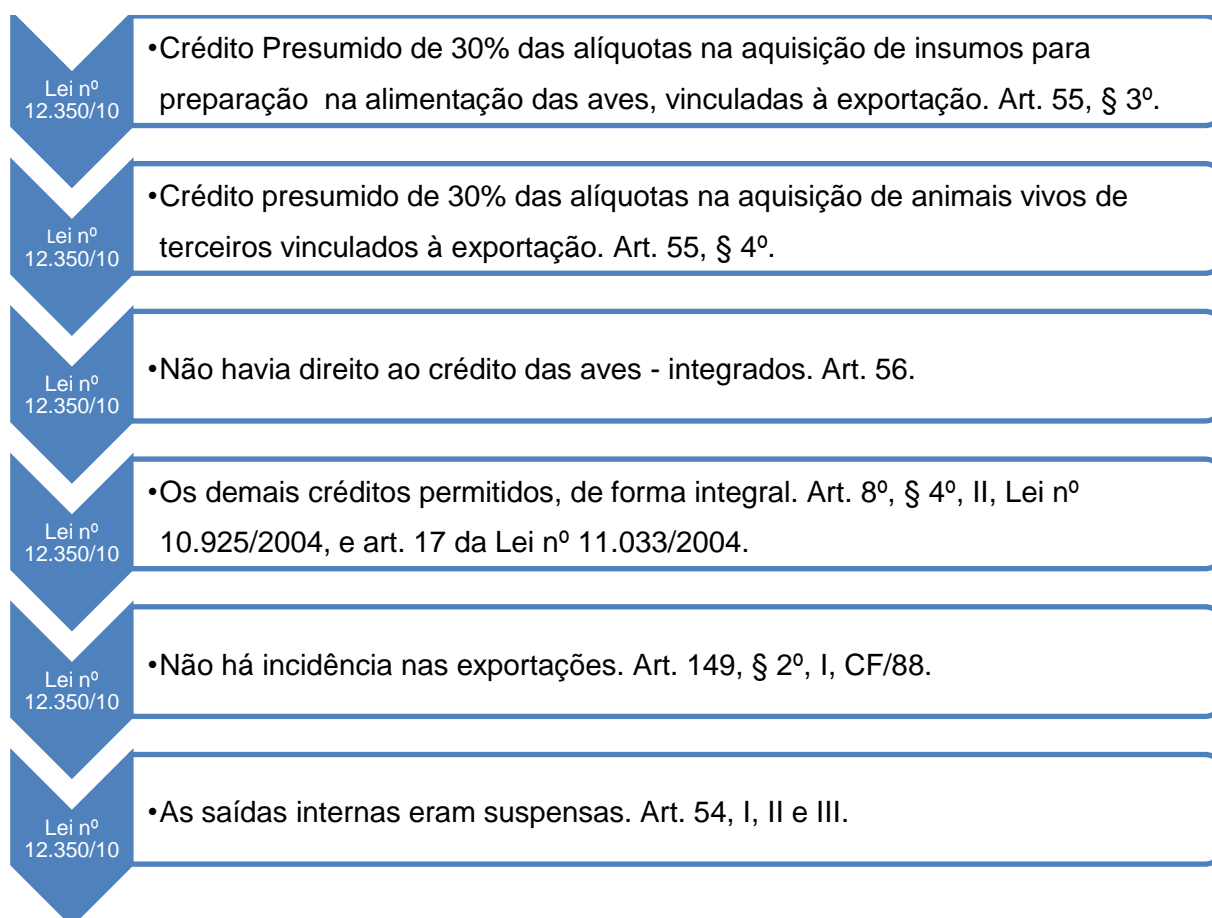 Lei nº
12.350/10
•Crédito Presumido de 30% das alíquotas na aquisição de insumos para
preparação na alimentação das aves, vinculadas à exportação. Art. 55, § 3º.
Lei nº
12.350/10
•Crédito presumido de 30% das alíquotas na aquisição de animais vivos de
terceiros vinculados à exportação. Art. 55, § 4º.
Lei nº
12.350/10
•Não havia direito ao crédito das aves - integrados. Art. 56.
Lei nº
12.350/10
•Os demais créditos permitidos, de forma integral. Art. 8º, § 4º, II, Lei nº
10.925/2004, e art. 17 da Lei nº 11.033/2004.
Lei nº
12.350/10
•Não há incidência nas exportações. Art. 149, § 2º, I, CF/88.
Lei nº
12.350/10
•As saídas internas eram suspensas. Art. 54, I, II e III.